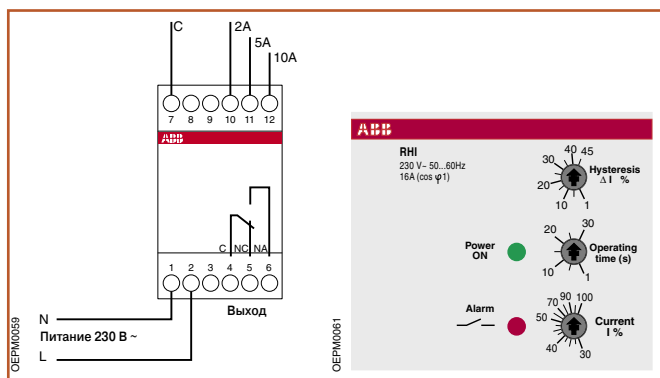 C
2A
5A
10A
7 8 9 10 11 12
ABB
C NC NA
1 2 3 4 5 6
Выход
N
Питание 230 В ~
L
OEPM0059
ABB
RHI
230 V~ 50...60Hz
16A (cos φ1)
40 45
30
20
10 1
Hysteresis
Δ I %
Power
ON
30
20
10
1
Operating
time (s)
Alarm
90 100
70
50
40
30
Current
I %
OEPM0061